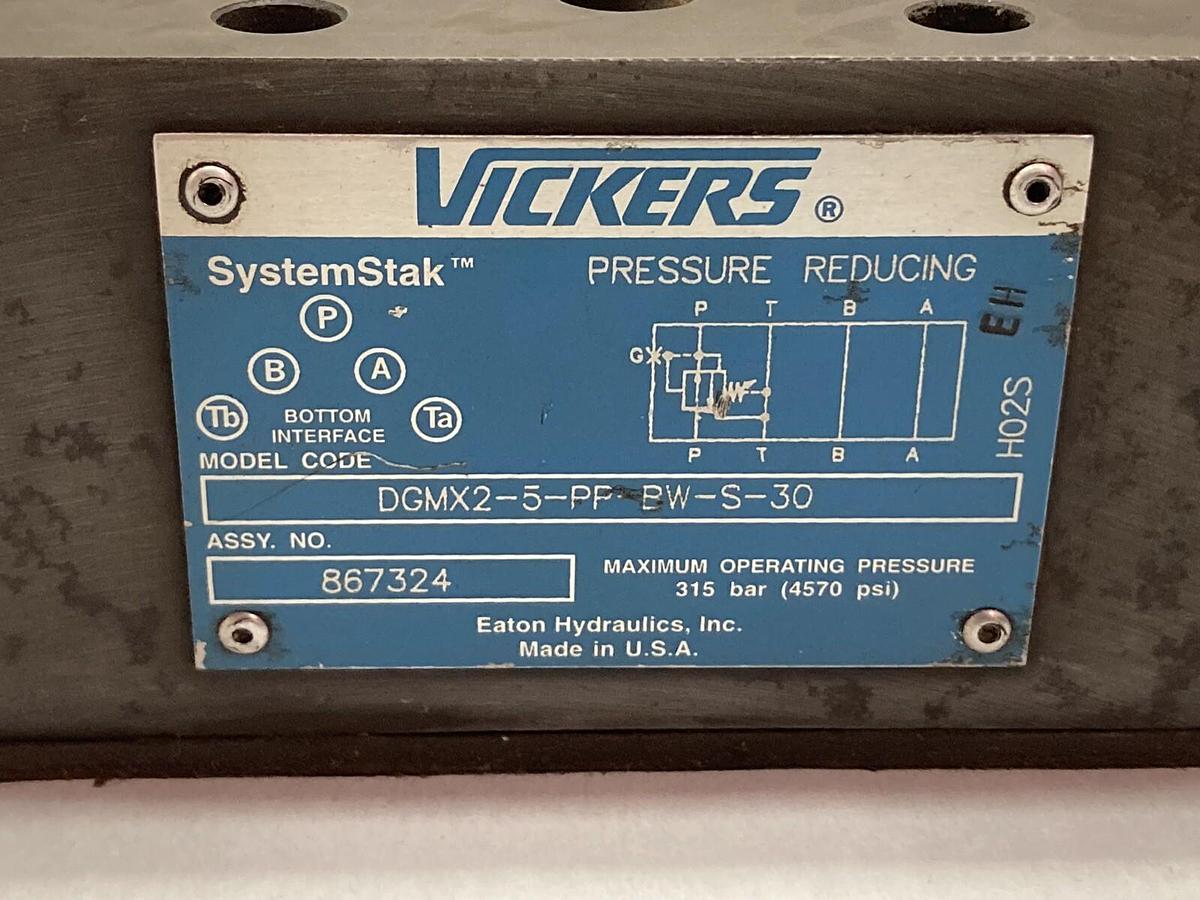 VICKERS ®
SystemStak™
PRESSURE REDUCING
P T B A
P
B A
G
Tb BOTTOM Ta
INTERFACE
EH
H02S
P T B A
MODEL CODE
DGMX2-5-PP-BW-S-30
ASSY. NO.
867324
MAXIMUM OPERATING PRESSURE
315 bar (4570 psi)
Eaton Hydraulics, Inc.
Made in U.S.A.